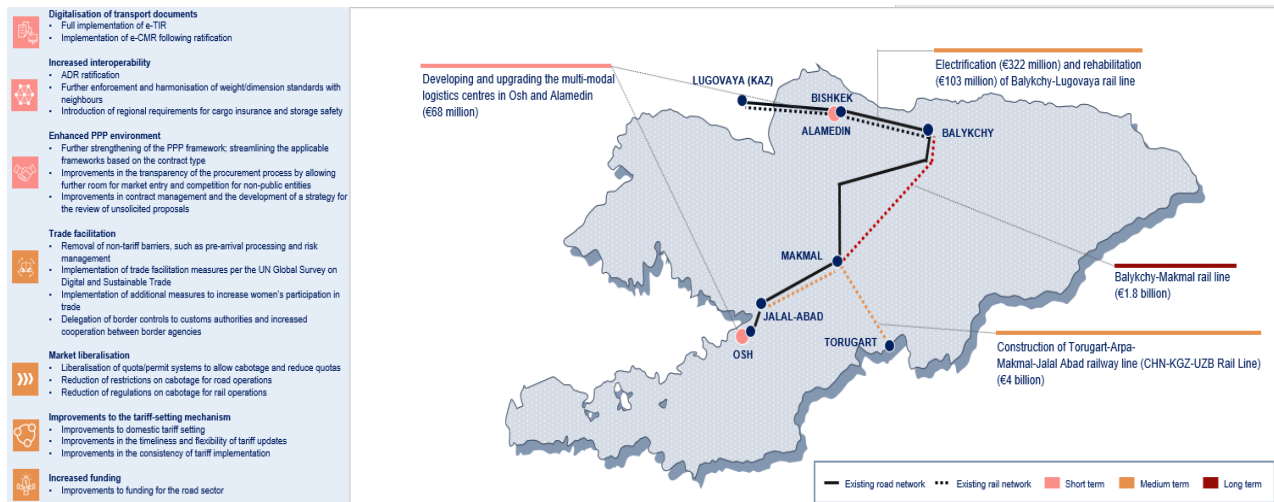 Digitalisation of transport documents
• Full implementation of e-TIR
• Implementation of e-CMR following ratification
Increased interoperability
• ADR ratification
• Further enforcement and harmonisation of weight/dimension standards with
neighbours
• Introduction of regional requirements for cargo insurance and storage safety
Enhanced PPP environment
• Further strengthening of the PPP framework; streamlining the applicable
frameworks based on the contract type
• Improvements in the transparency of the procurement process by allowing
further room for market entry and competition for non-public entities
• Improvements in contract management and the development of a strategy for
the review of unsolicited proposals
Trade facilitation
• Removal of non-tariff barriers, such as pre-arrival processing and risk
management
• Implementation of trade facilitation measures per the UN Global Survey on
Digital and Sustainable Trade
• Implementation of additional measures to increase women's participation in
trade
• Delegation of border controls to customs authorities and increased
cooperation between border agencies
Market liberalisation
• Liberalisation of quota/permit systems to allow cabotage and reduce quotas
• Reduction of restrictions on cabotage for road operations
• Reduction of regulations on cabotage for rail operations
Improvements to the tariff-setting mechanism
• Improvements to domestic tariff setting
• Improvements in the timeliness and flexibility of tariff updates
• Improvements in the consistency of tariff implementation
Increased funding
• Improvements to funding for the road sector
Developing and upgrading the multi-modal
logistics centres in Osh and Alamedin
(€68 million)
Electrification (€322 million) and rehabilitation
(€103 million) of Balykchy-Lugovaya rail line
LUGOVAYA (KAZ)
BISHKEK
ALAMEDIN
BALYKCHY
MAKMAL
JALAL-ABAD
OSH
TORUGART
Balykchy-Makmal rail line
(€1.8 billion)
Construction of Torugart-Arpa-
Makmal-Jalal Abad railway line (CHN-KGZ-UZB Rail Line)
(€4 billion)
Existing road network
Existing rail network
Short term
Medium term
Long term